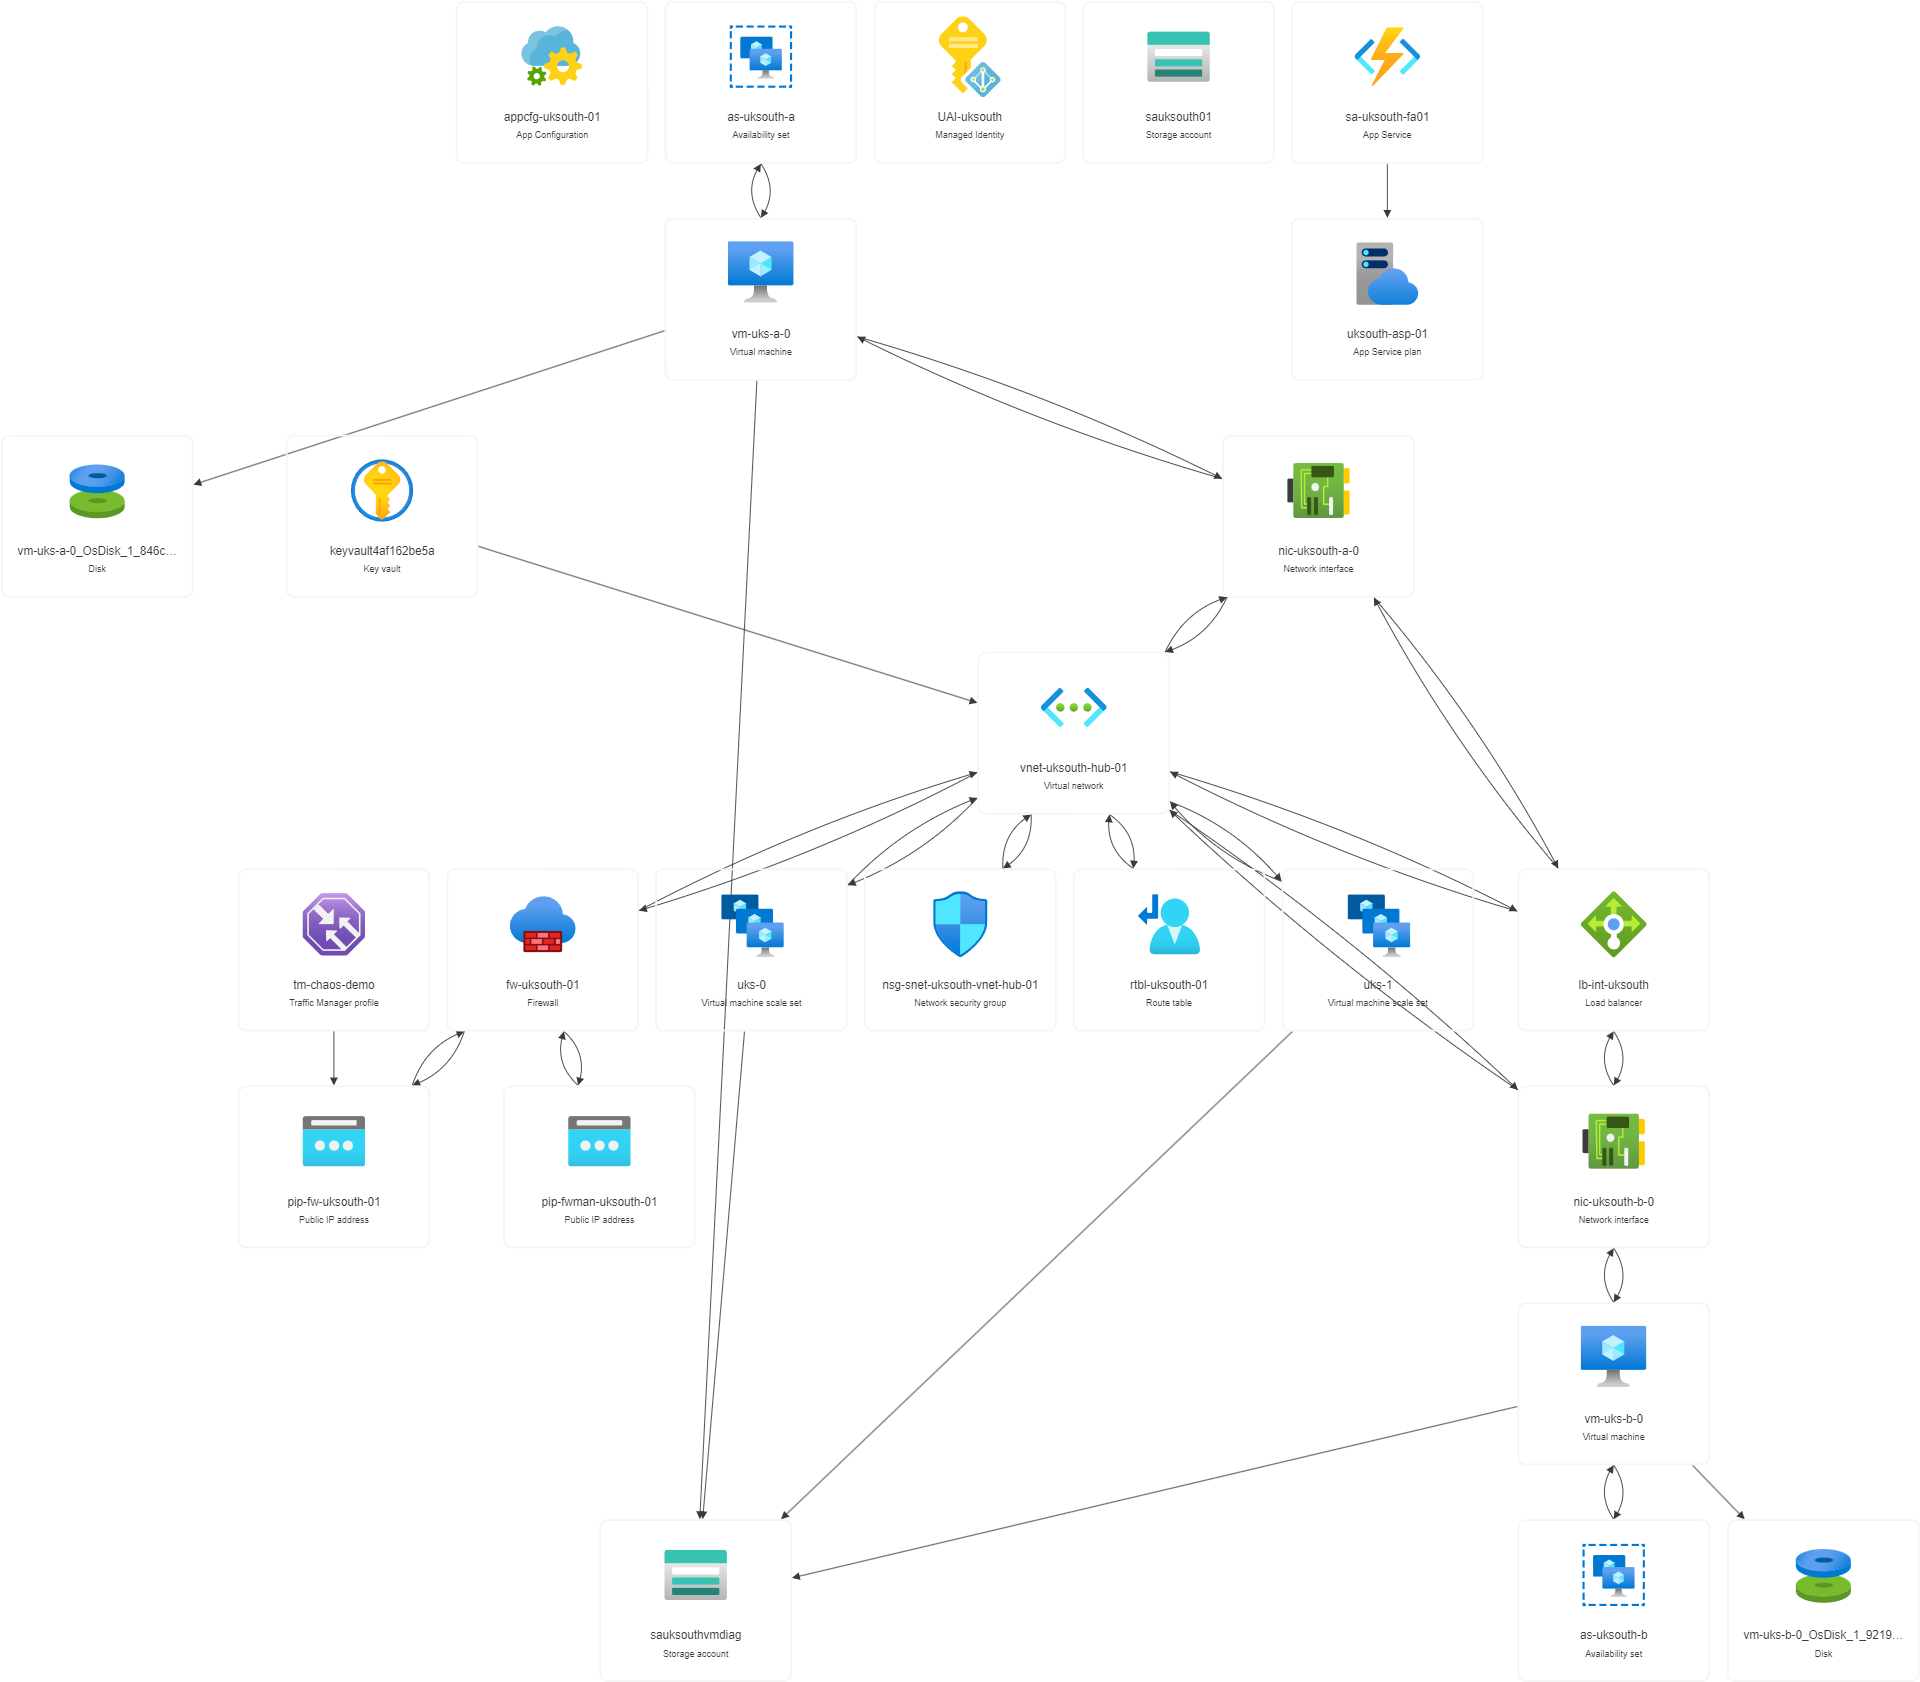 appcfg-uksouth-01
App Configuration
as-uksouth-a
Availability set
UAI-uksouth
Managed Identity
sauksouth01
Storage account
sa-uksouth-fa01
App Service
vm-uks-a-0
Virtual machine
uksouth-asp-01
App Service plan
vm-uks-a-0_OsDisk_1_846c...
Disk
keyvault4af162be5a
Key vault
nic-uksouth-a-0
Network interface
vnet-uksouth-hub-01
Virtual network
tm-chaos-demo
Traffic Manager profile
fw-uksouth-01
Firewall
uks-0
Virtual machine scale set
nsg-snet-uksouth-vnet-hub-01
Network security group
rtbl-uksouth-01
Route table
uks-1
Virtual machine scale set
lb-int-uksouth
Load balancer
pip-fw-uksouth-01
Public IP address
pip-fwman-uksouth-01
Public IP address
nic-uksouth-b-0
Network interface
vm-uks-b-0
Virtual machine
sauksouthvmdiag
Storage account
as-uksouth-b
Availability set
vm-uks-b-0_OsDisk_1_9219...
Disk